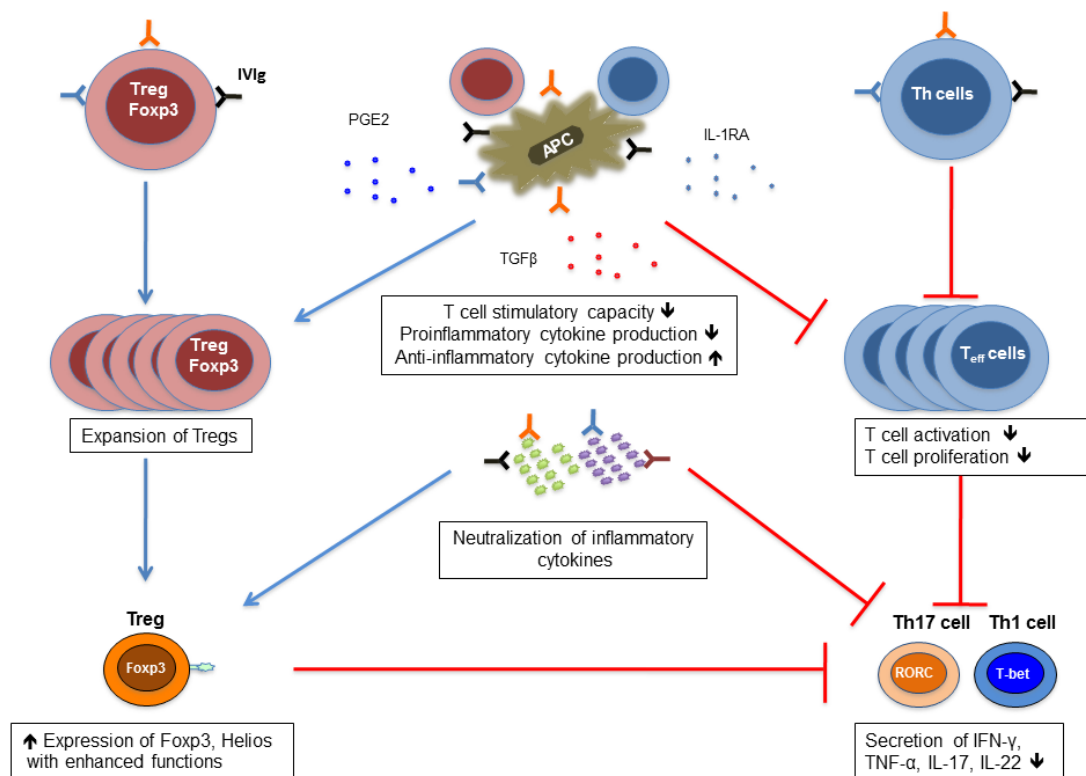 Treg
Foxp3
IVIg
PGE2
APC
IL-1RA
Th cells
TGFβ
T cell stimulatory capacity 🡻
Proinflammatory cytokine production 🡻
Anti-inflammatory cytokine production 🡹
Treg
Foxp3
Expansion of Tregs
Teff cells
T cell activation 🡻
T cell proliferation 🡻
Neutralization of inflammatory
cytokines
Treg
Foxp3
🡹 Expression of Foxp3, Helios
with enhanced functions
Th17 cell
Th1 cell
RORC
T-bet
Secretion of IFN-γ,
TNF-α, IL-17, IL-22 🡻